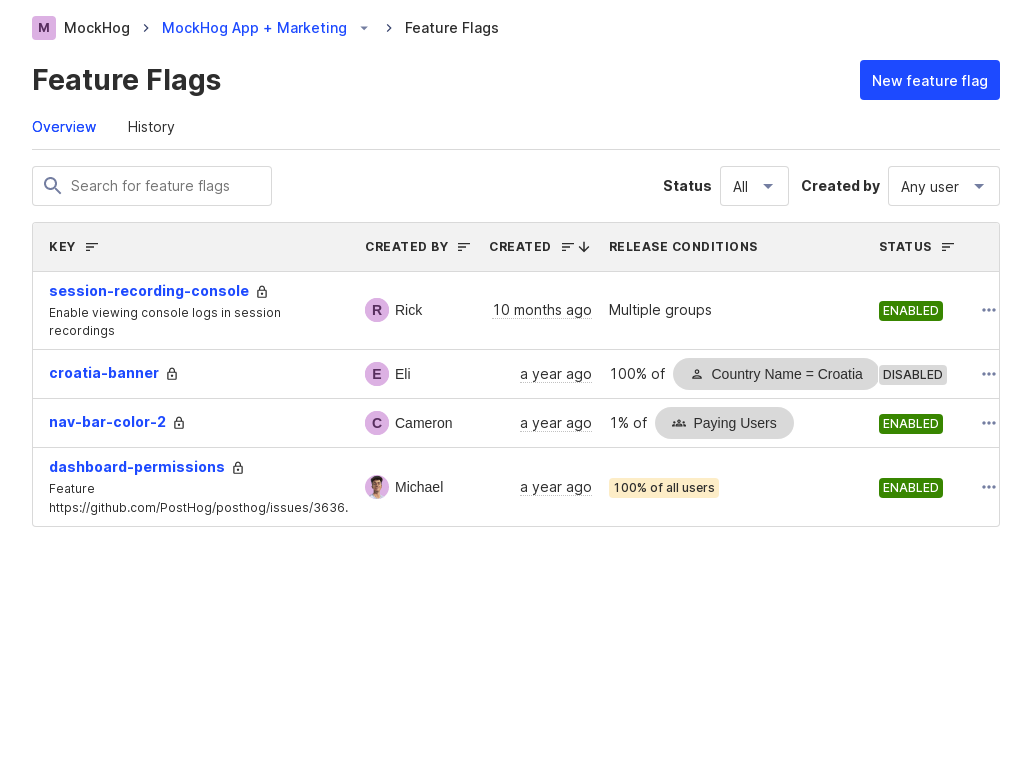 M MockHog MockHog App + Marketing Feature Flags
Feature Flags
New feature flag
Overview History
Search for feature flags Status All Created by Any user
KEY CREATED BY CREATED RELEASE CONDITIONS STATUS
session-recording-console
Enable viewing console logs in session
recordings
R Rick 10 months ago Multiple groups ENABLED
croatia-banner E Eli a year ago 100% of Country Name = Croatia DISABLED
nav-bar-color-2 C Cameron a year ago 1% of Paying Users ENABLED
dashboard-permissions
Feature
https://github.com/PostHog/posthog/issues/3636.
Michael a year ago 100% of all users ENABLED